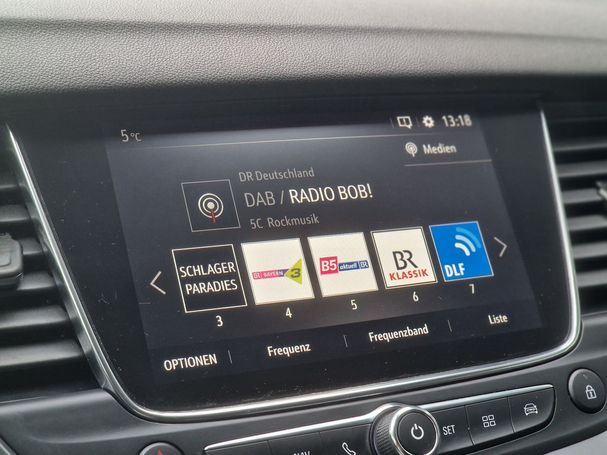 5 °C
13:18
Medien
DR Deutschland
DAB / RADIO BOB!
5C Rockmusik
SCHLAGER
PARADIES
BR BAYERN 3
B5 aktuell BR
BR
KLASSIK
DLF
3
4
5
6
7
OPTIONEN
Frequenz
Frequenzband
Liste
NAV
SET